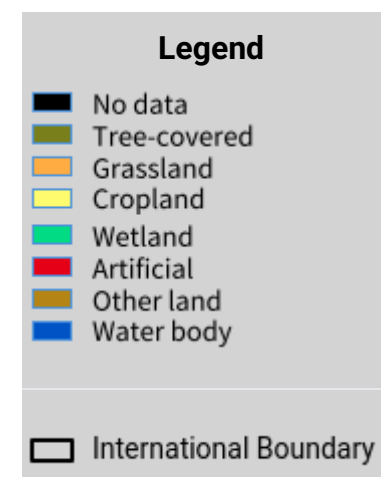 Legend
No data
Tree-covered
Grassland
Cropland
Wetland
Artificial
Other land
Water body
International Boundary